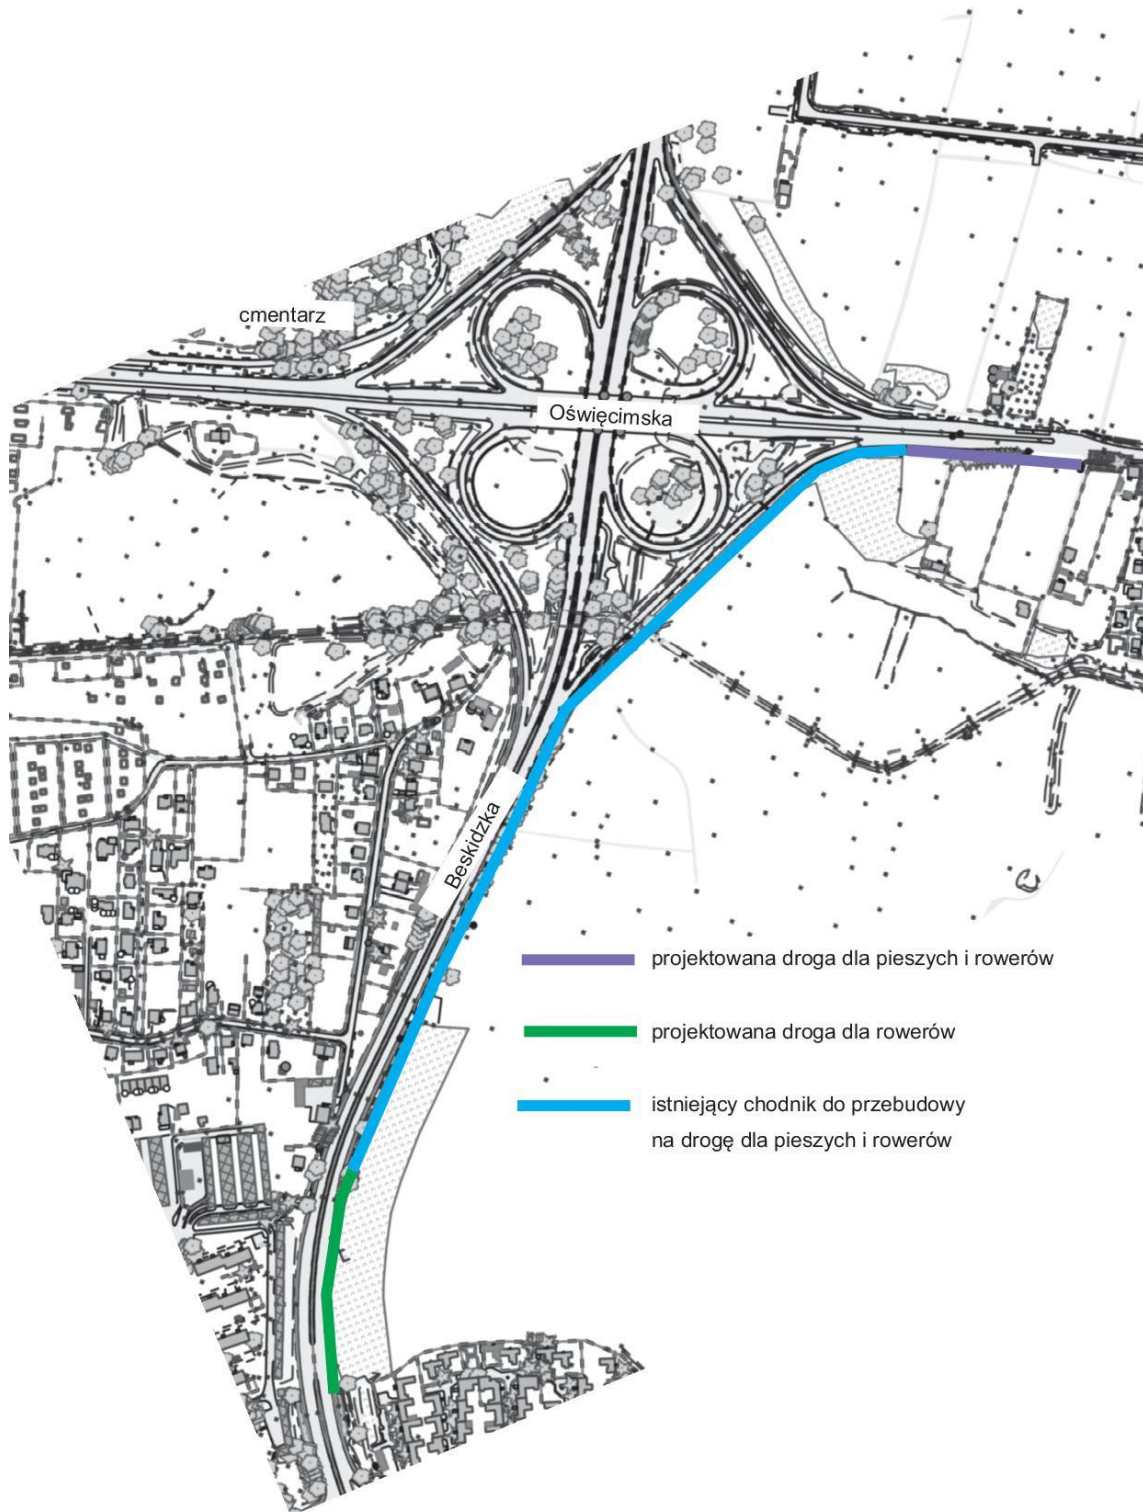 cmentarz
Oświęcimska
Beskidzka
projektowana droga dla pieszych i rowerów
projektowana droga dla rowerów
istniejący chodnik do przebudowy
na drogę dla pieszych i rowerów